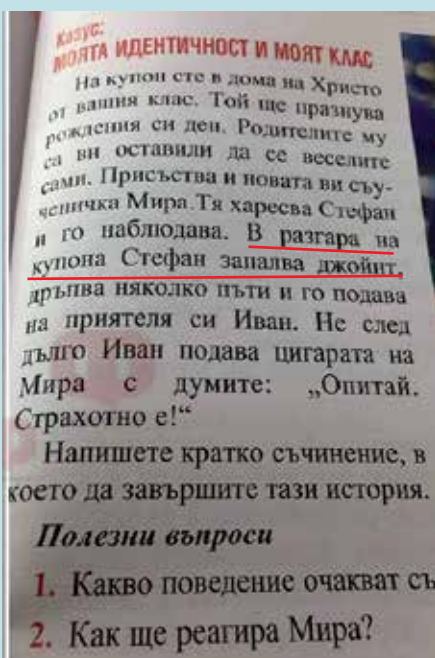 Казус:
МОЯТА ИДЕНТИЧНОСТ И МОЯТ КЛАС
На купон сте в дома на Христо
от вашия клас. Той ще празнува
рождения си ден. Родителите му
са ви оставили да се веселите
сами. Присъства и новата ви съу-
ченичка Мира.Тя харесва Стефан
и го наблюдава. В разгара на
купона Стефан запалва джойнт,
дръпва няколко пъти и го подава
на приятеля си Иван. Не след
дълго Иван подава цигарата на
Мира с думите: „Опитай.
Страхотно е!“
Напишете кратко съчинение, в
което да завършите тази история.
Полезни въпроси
1. Какво поведение очакват съ
2. Как ще реагира Мира?